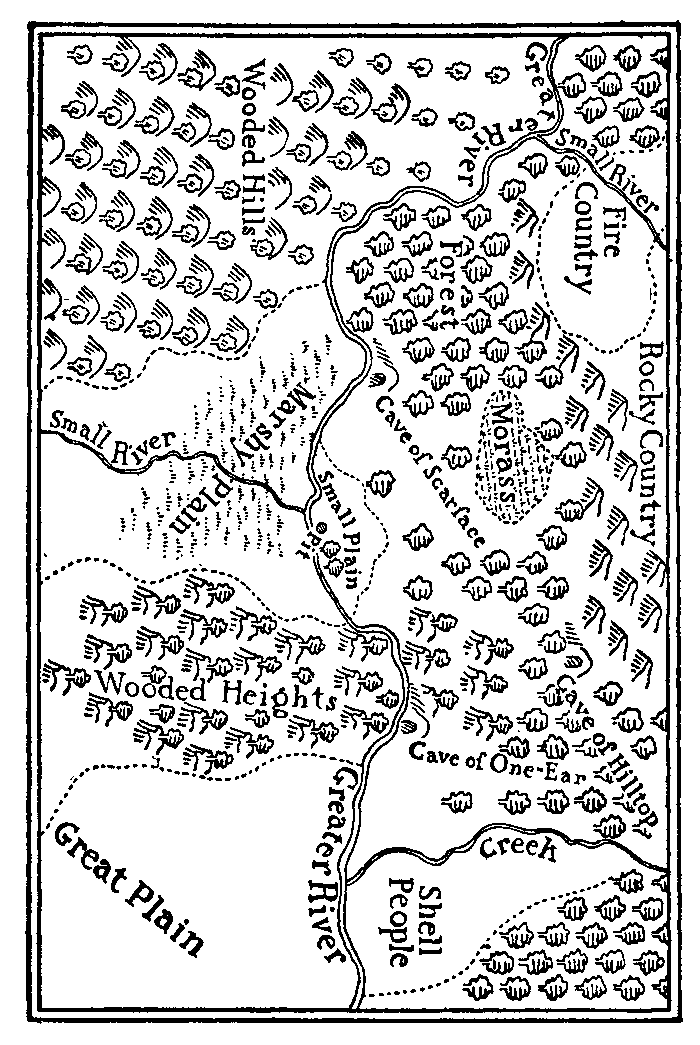 Greater River
Small River
Wooded Hills
Fire
Country
Forest
Rocky Country
Marshy
Plain
Morass
Cave of Scarface
Small River
Small Plain
Pit
Wooded Heights
Cave of Hilltop
Cave of One-Ear
Greater River
Creek
Great Plain
Shell
People